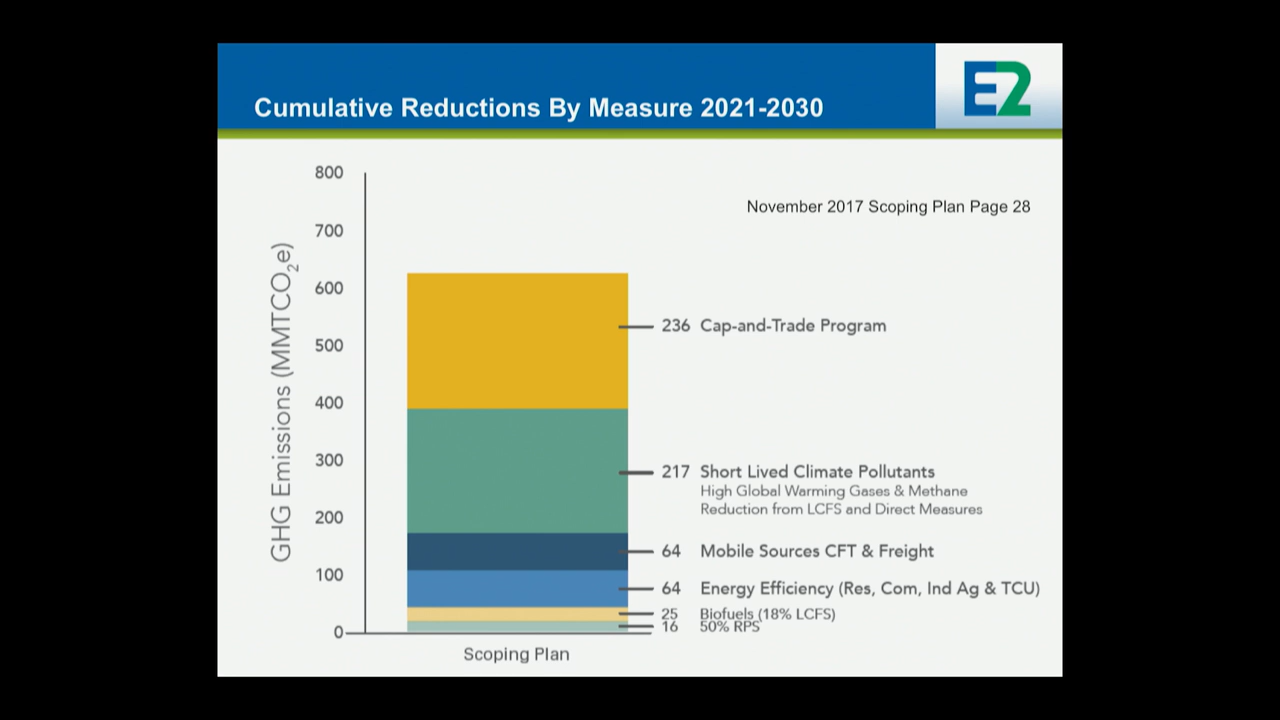 Cumulative Reductions By Measure 2021-2030
E2
November 2017 Scoping Plan Page 28
GHG Emissions (MMTCO₂e)
800
700
600
500
400
300
200
100
0
236 Cap-and-Trade Program
217 Short Lived Climate Pollutants
High Global Warming Gases & Methane
Reduction from LCFS and Direct Measures
64 Mobile Sources CFT & Freight
64 Energy Efficiency (Res, Com, Ind Ag & TCU)
25 Biofuels (18% LCFS)
16 50% RPS
Scoping Plan